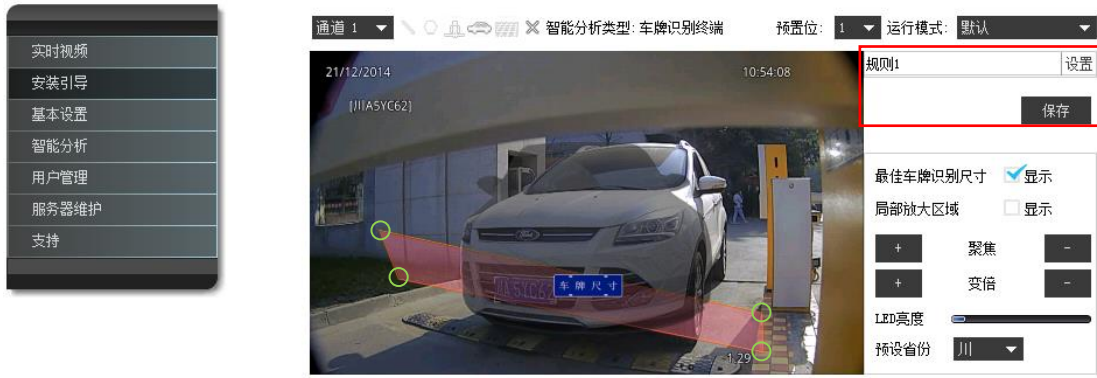 实时视频
安装引导
基本设置
智能分析
用户管理
服务器维护
支持
通道 1 智能分析类型: 车牌识别终端 预置位: 1 运行模式: 默认
21/12/2014 10:54:08
[川A5YC62]
车牌尺寸
1.29
规则1 设置
保存
最佳车牌识别尺寸 显示
局部放大区域 显示
+ 聚焦 -
+ 变倍 -
LED亮度
预设省份 川